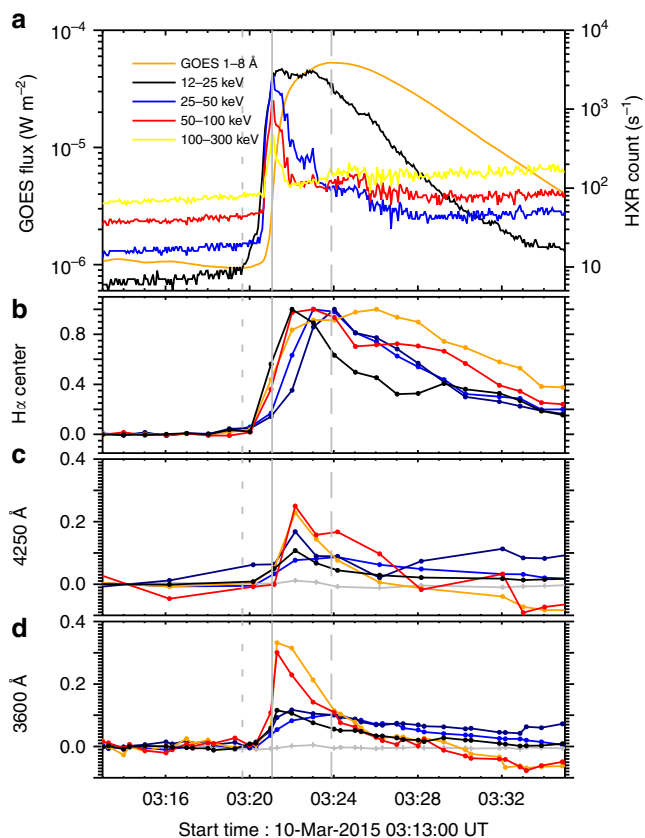 a
10⁻⁴
10⁻⁵
10⁻⁶
GOES flux (W m⁻²)
GOES 1–8 Å
12–25 keV
25–50 keV
50–100 keV
100–300 keV
10⁴
10³
10²
10
HXR count (s⁻¹)
b
0.8
0.4
0.0
Hα center
c
0.4
0.2
0.0
4250 Å
d
0.4
0.2
0.0
3600 Å
03:16 03:20 03:24 03:28 03:32
Start time : 10-Mar-2015 03:13:00 UT